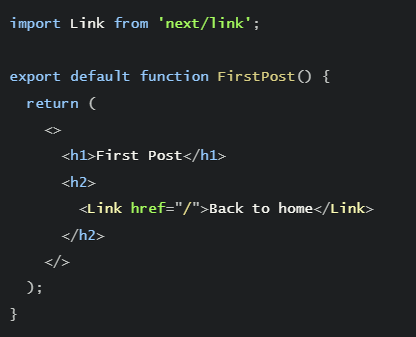 import Link from 'next/link';

export default function FirstPost() {
  return (
    <>
      <h1>First Post</h1>
      <h2>
        <Link href="/">Back to home</Link>
      </h2>
    </>
  );
}